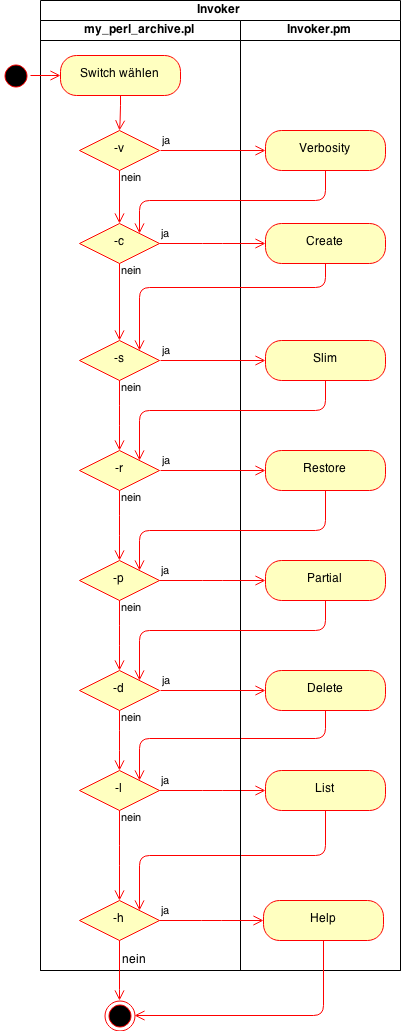 Invoker
my_perl_archive.pl
Invoker.pm
Switch wählen
-v
ja
Verbosity
nein
-c
ja
Create
nein
-s
ja
Slim
nein
-r
ja
Restore
nein
-p
ja
Partial
nein
-d
ja
Delete
nein
-l
ja
List
nein
-h
ja
Help
nein